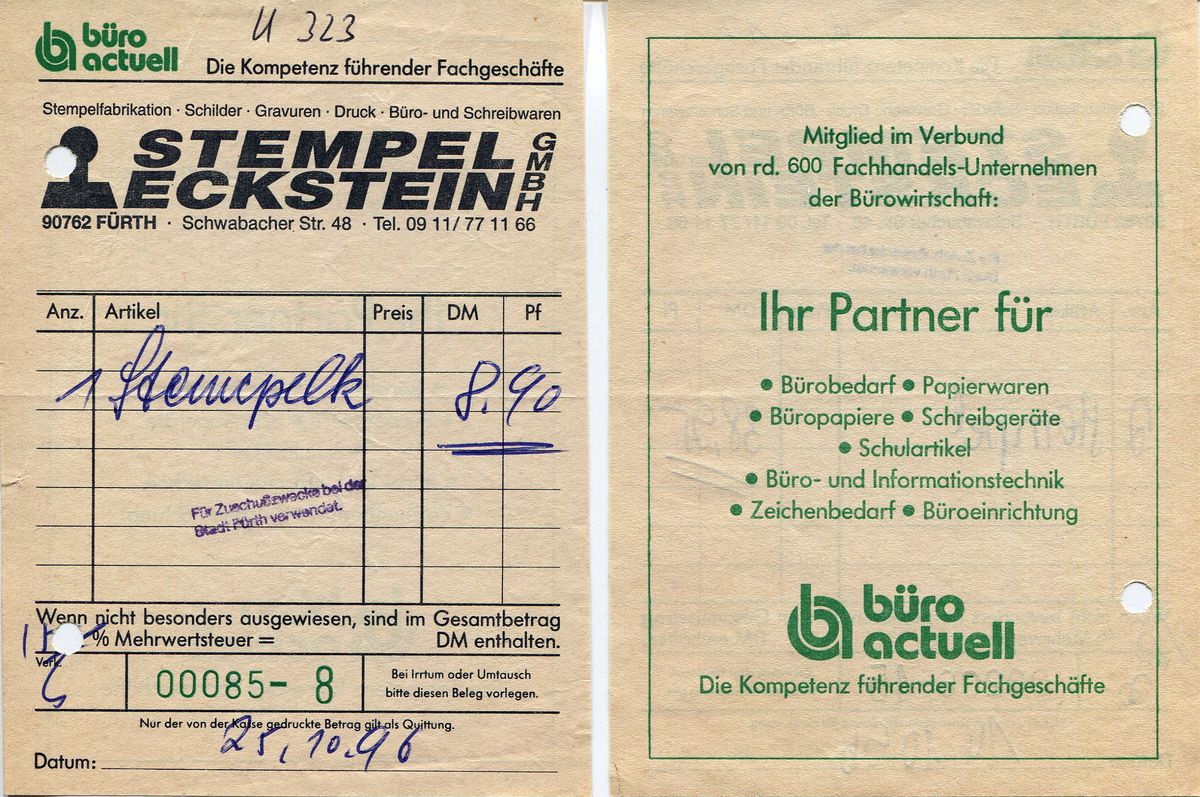 U 323
büro
actuell
Die Kompetenz führender Fachgeschäfte
Stempelfabrikation · Schilder · Gravuren · Druck · Büro- und Schreibwaren
STEMPEL
ECKSTEIN GMBH
90762 FÜRTH · Schwabacher Str. 48 · Tel. 09 11/ 77 11 66
Anz. Artikel Preis DM Pf
1 Stempelk 8.90
Für Zuschußzwecke bei der
Stadt Fürth verwendet.
Wenn nicht besonders ausgewiesen, sind im Gesamtbetrag
% Mehrwertsteuer = DM enthalten.
Verk.
00085- 8
Bei Irrtum oder Umtausch
bitte diesen Beleg vorlegen.
Nur der von der Kasse gedruckte Betrag gilt als Quittung.
Datum: 25.10.96
Mitglied im Verbund
von rd. 600 Fachhandels-Unternehmen
der Bürowirtschaft:
Ihr Partner für
• Bürobedarf • Papierwaren
• Büropapiere • Schreibgeräte
• Schulartikel
• Büro- und Informationstechnik
• Zeichenbedarf • Büroeinrichtung
büro
actuell
Die Kompetenz führender Fachgeschäfte